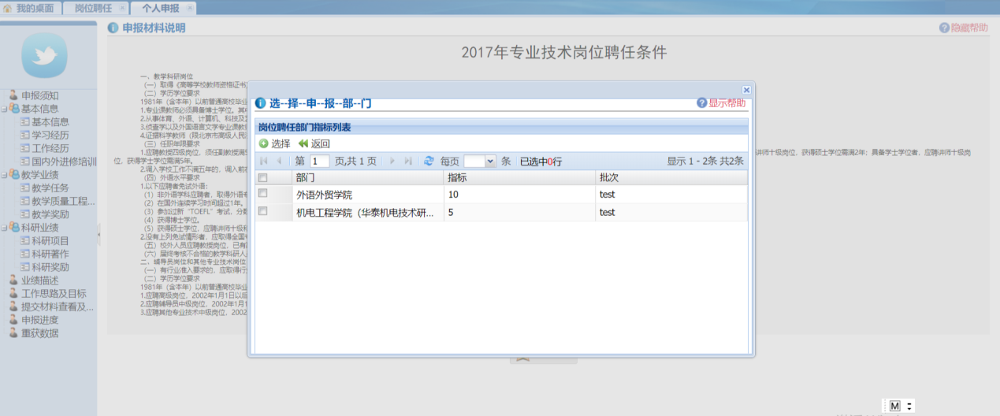 我的桌面 岗位聘任 个人申报
申报材料说明 隐藏帮助
2017年专业技术岗位聘任条件
申报须知
基本信息
基本信息
学习经历
工作经历
国内外进修培训
教学业绩
教学任务
教学质量工程...
教学奖励
科研业绩
科研项目
科研著作
科研奖励
业绩描述
工作思路及目标
提交材料查看及...
申报进度
重获数据
一、教学科研岗位
（一）取得《高等学校教师资格证书》
（二）学历学位要求
1981年（含本年）以前普通高校毕业
1.专业课教师必须具备博士学位，其中
2.从事体育、外语、计算机、科技及
3.侦查学以及外国语言文学专业课教师
4.证据科学教师（限北京市高级人民
（三）任职年限要求
1.应聘教授四级岗位，须任副教授满 讲师十级岗位，获得硕士学位需满2年；具备学士学位者，应聘讲师十级岗
位，获得学士学位需满5年。
2.调入学校工作不满五年的，调入前
（四）外语水平要求
1.以下应聘者免试外语：
（1）非外语学科应聘者，取得外语专
（2）在国外连续学习时间超过1年。
（3）参加过新“TOEFL”考试，分数
（4）获得博士学位。
（5）获得硕士学位，应聘讲师十级
2.没有上列免试情形者，应取得全国
（五）校外人员应聘教授岗位，已有
（六）届终考核不合格的教学科研人
二、辅导员岗位和其他专业技术岗位
（一）有行业准入要求的，应取得行
（二）学历学位要求
1981年（含本年）以前普通高校毕业
1.应聘高级岗位，2002年1月1日以后
2.应聘辅导员中级岗位，2002年1月1
3.应聘其他专业技术中级岗位，2002
选--择--申--报--部--门 显示帮助
岗位聘任部门指标列表
选择 返回
第 1 页,共 1 页 每页 条 已选中0行 显示 1 - 2条 共2条
部门 指标 批次
外语外贸学院 10 test
机电工程学院（华泰机电技术研... 5 test
M